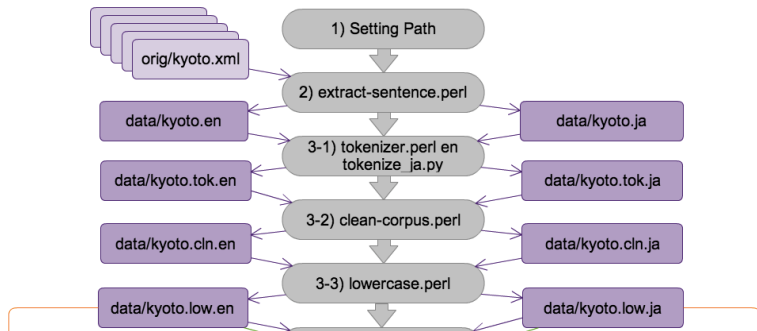 1) Setting Path
orig/kyoto.xml
2) extract-sentence.perl
data/kyoto.en
data/kyoto.ja
3-1) tokenizer.perl en
tokenize_ja.py
data/kyoto.tok.en
data/kyoto.tok.ja
3-2) clean-corpus.perl
data/kyoto.cln.en
data/kyoto.cln.ja
3-3) lowercase.perl
data/kyoto.low.en
data/kyoto.low.ja